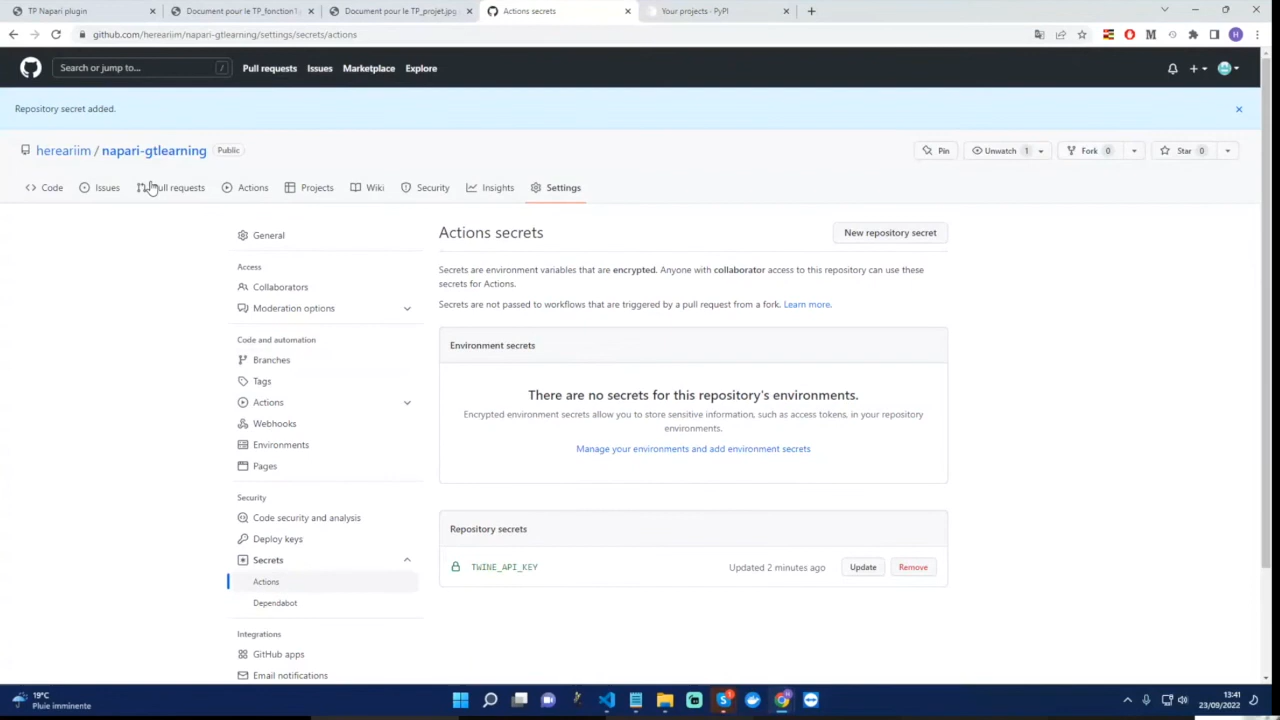 TP Napari plugin
Document pour le TP_fonction1.
Document pour le TP_projet.jpg
Actions secrets
Your projects · PyPI
github.com/hereariim/napari-gtlearning/settings/secrets/actions
Search or jump to...
/
Pull requests
Issues
Marketplace
Explore
Repository secret added.
hereariim / napari-gtlearning
Public
Pin
Unwatch 1
Fork 0
Star 0
Code
Issues
Pull requests
Actions
Projects
Wiki
Security
Insights
Settings
General
Access
Collaborators
Moderation options
Code and automation
Branches
Tags
Actions
Webhooks
Environments
Pages
Security
Code security and analysis
Deploy keys
Secrets
Actions
Dependabot
Integrations
GitHub apps
Email notifications
Actions secrets
New repository secret
Secrets are environment variables that are encrypted. Anyone with collaborator access to this repository can use these
secrets for Actions.
Secrets are not passed to workflows that are triggered by a pull request from a fork. Learn more.
Environment secrets
There are no secrets for this repository's environments.
Encrypted environment secrets allow you to store sensitive information, such as access tokens, in your repository
environments.
Manage your environments and add environment secrets
Repository secrets
TWINE_API_KEY
Updated 2 minutes ago
Update
Remove
19°C
Pluie imminente
13:41
23/09/2022